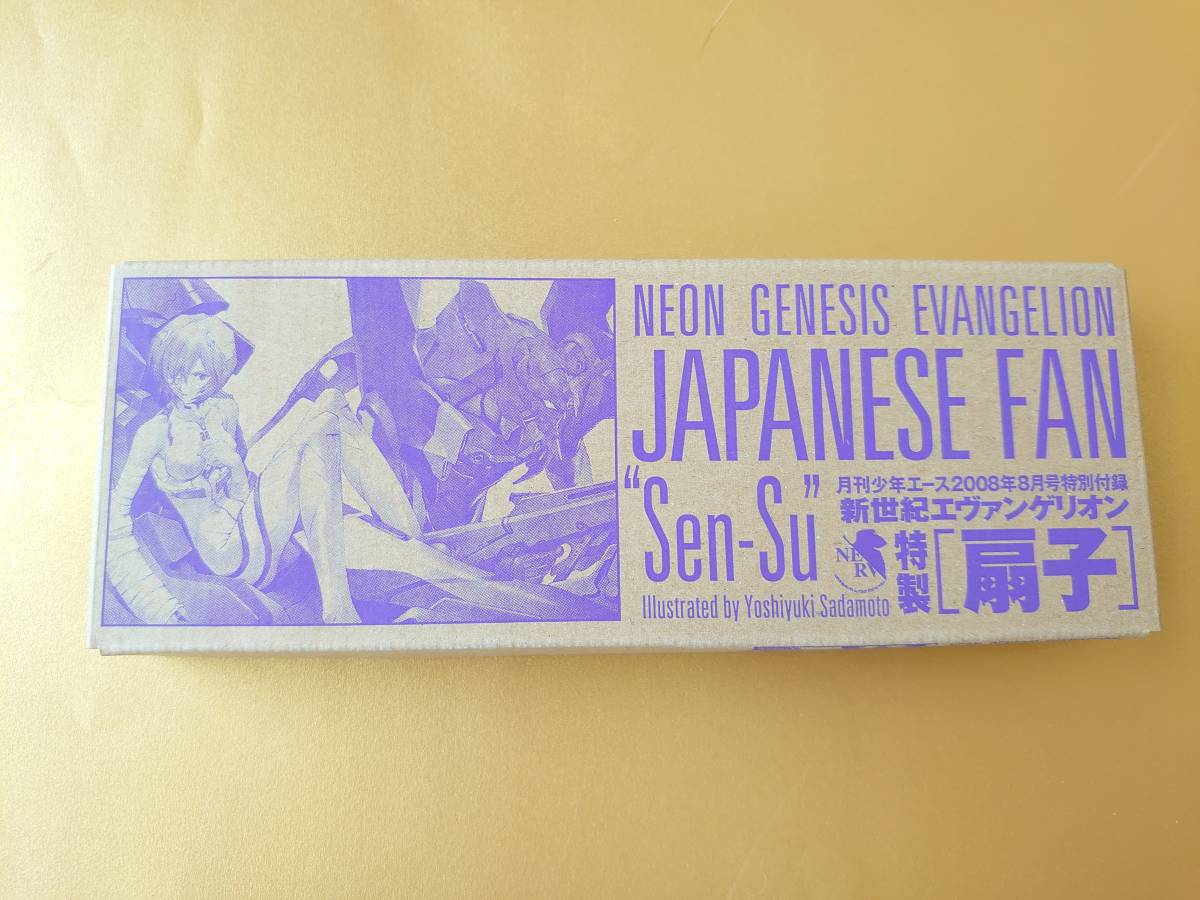 NEON GENESIS EVANGELION
JAPANESE FAN
"Sen-Su"
月刊少年エース2008年8月号特別付録
新世紀エヴァンゲリオン
NERV
特製
[扇子]
Illustrated by Yoshiyuki Sadamoto